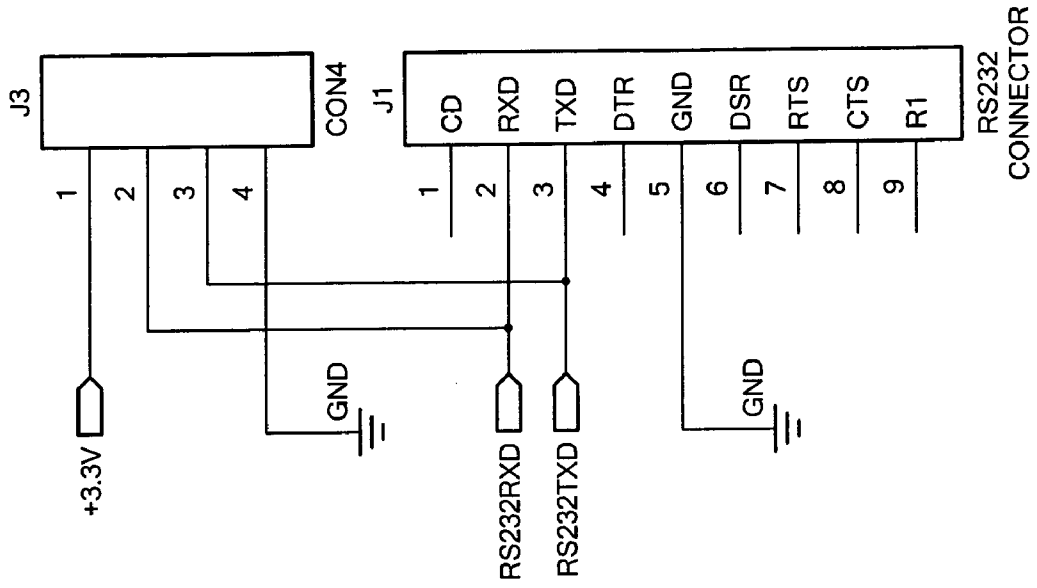 J3
CON4
1
2
3
4
+3.3V
GND
J1
CD
RXD
TXD
DTR
GND
DSR
RTS
CTS
R1
1
2
3
4
5
6
7
8
9
RS232
CONNECTOR
RS232RXD
RS232TXD
GND